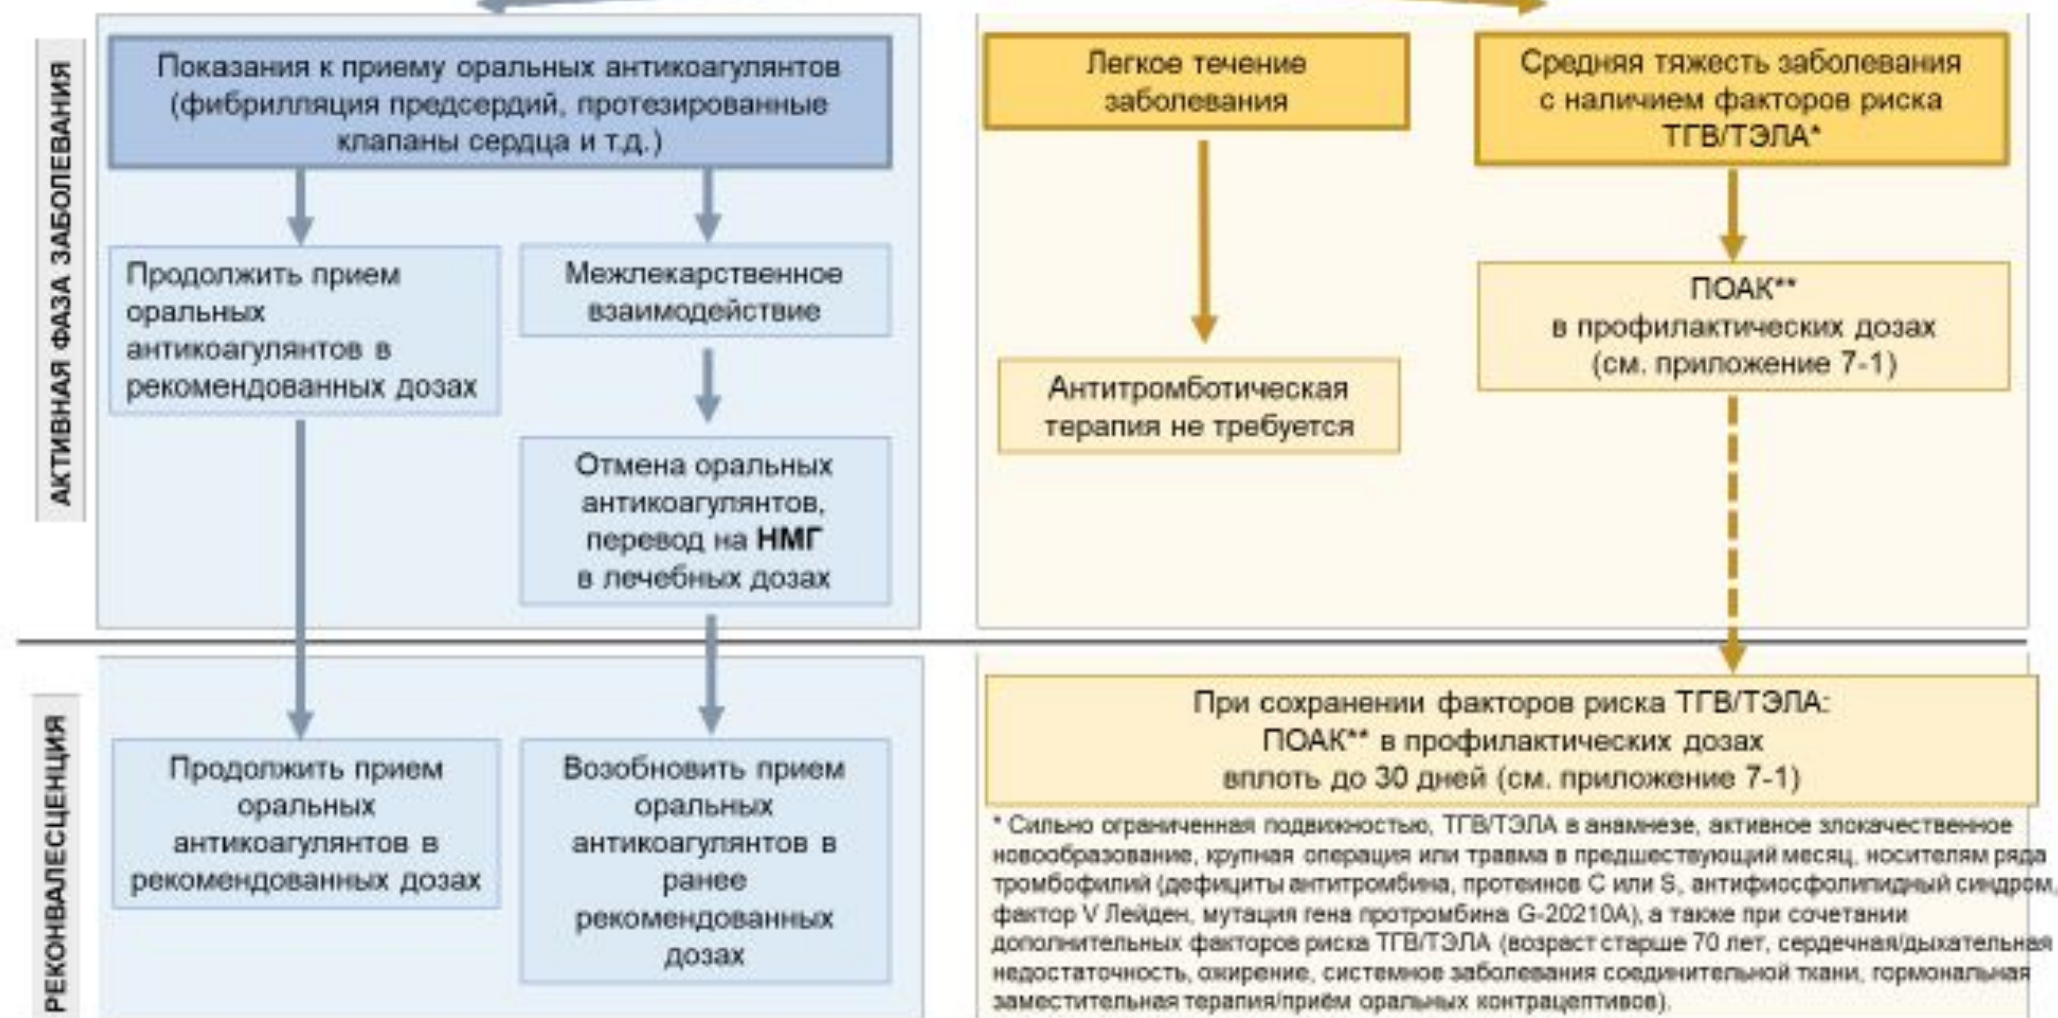 АКТИВНАЯ ФАЗА ЗАБОЛЕВАНИЯ
Показания к приему оральных антикоагулянтов
(фибрилляция предсердий, протезированные
клапаны сердца и т.д.)
Продолжить прием
оральных
антикоагулянтов в
рекомендованных дозах
Межлекарственное
взаимодействие
Отмена оральных
антикоагулянтов,
перевод на НМГ
в лечебных дозах
Легкое течение
заболевания
Антитромботическая
терапия не требуется
Средняя тяжесть заболевания
с наличием факторов риска
ТГВ/ТЭЛА*
ПОАК**
в профилактических дозах
(см. приложение 7-1)
РЕКОНВАЛЕСЦЕНЦИЯ
Продолжить прием
оральных
антикоагулянтов в
рекомендованных дозах
Возобновить прием
оральных
антикоагулянтов в
ранее
рекомендованных
дозах
При сохранении факторов риска ТГВ/ТЭЛА:
ПОАК** в профилактических дозах
вплоть до 30 дней (см. приложение 7-1)
* Сильно ограниченная подвижностью, ТГВ/ТЭЛА в анамнезе, активное злокачественное
новообразование, крупная операция или травма в предшествующий месяц, носителям ряда
тромбофилий (дефициты антитромбина, протеинов С или S, антифиосфолипидный синдром,
фактор V Лейден, мутация гена протромбина G-20210A), а также при сочетании
дополнительных факторов риска ТГВ/ТЭЛА (возраст старше 70 лет, сердечная/дыхательная
недостаточность, ожирение, системное заболевания соединительной ткани, гормональная
заместительная терапия/приём оральных контрацептивов).